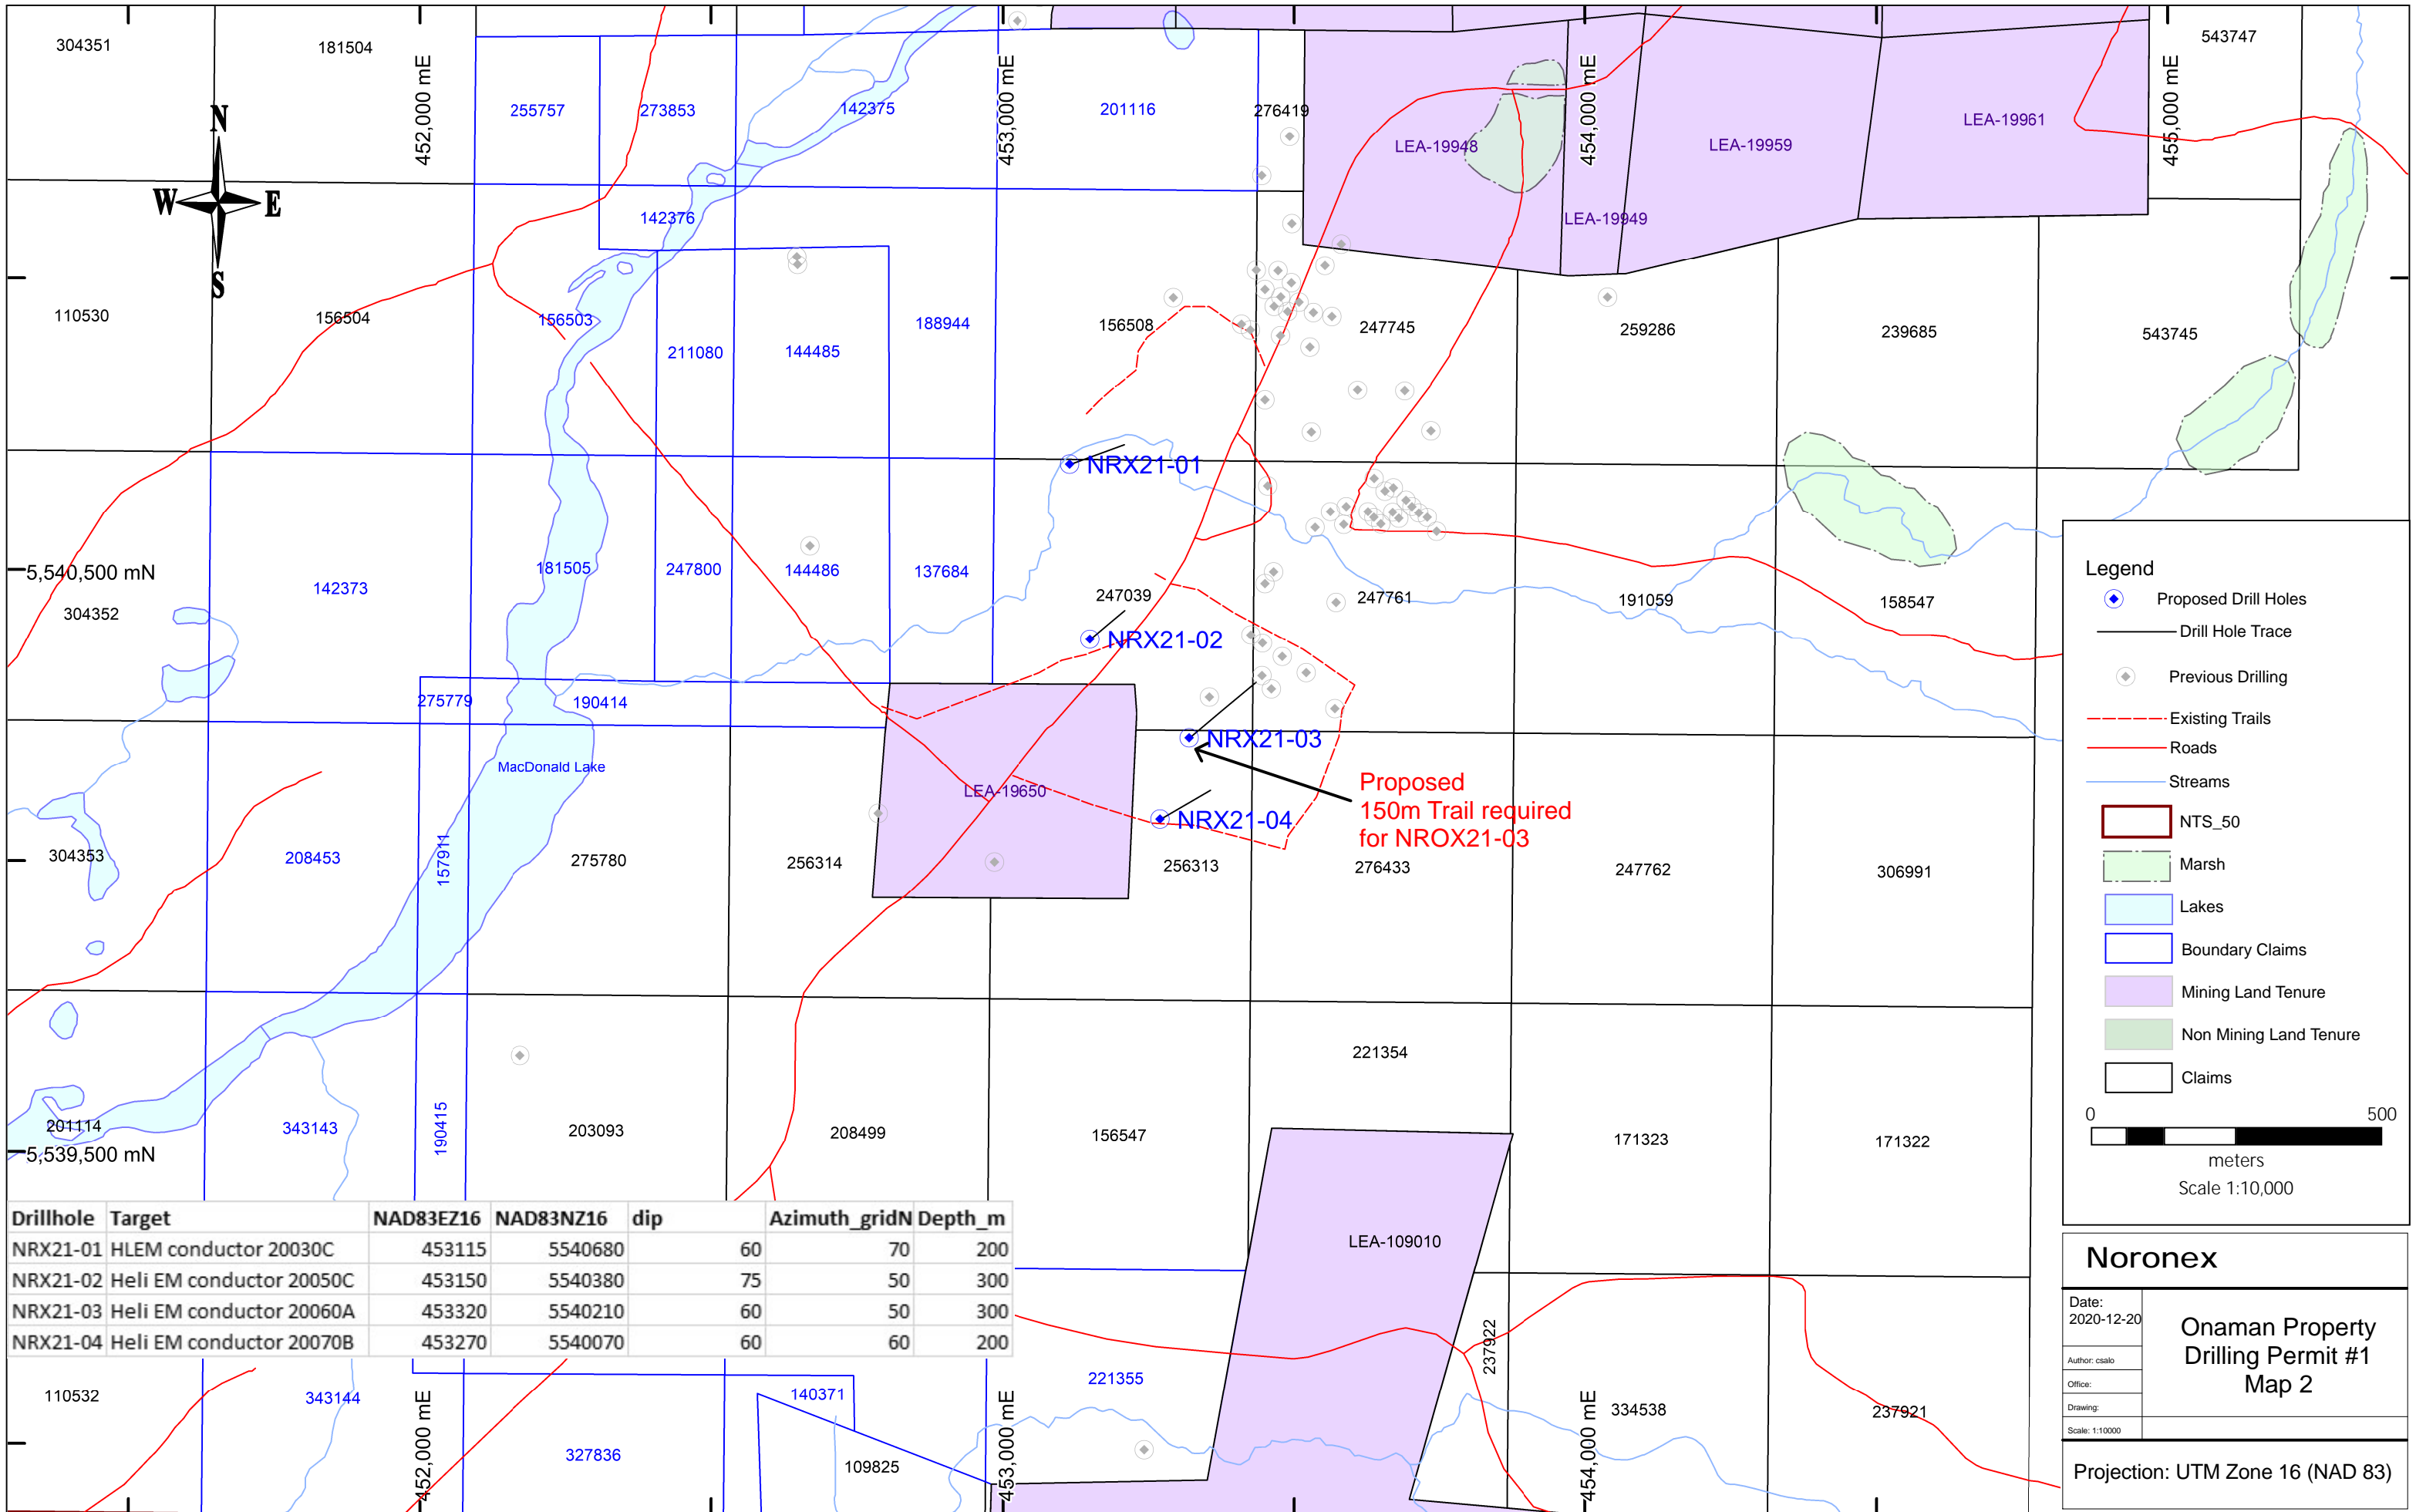 304351
181504
452,000 mE
453,000 mE
454,000 mE
455,000 mE
543747
255757
273853
142375
201116
276419
LEA-19948
LEA-19959
LEA-19961
N
W
E
S
142376
LEA-19949
110530
156504
156503
211080
144485
188944
156508
247745
259286
239685
543745
NRX21-01
5,540,500 mN
304352
142373
181505
247800
144486
137684
247039
247761
191059
158547
NRX21-02
275779
190414
NRX21-03
MacDonald Lake
LEA-19650
Proposed
150m Trail required
for NROX21-03
NRX21-04
304353
208453
157911
275780
256314
256313
276433
247762
306991
221354
201114
343143
190415
203093
208499
156547
171323
171322
5,539,500 mN
LEA-109010
Legend
Proposed Drill Holes
Drill Hole Trace
Previous Drilling
Existing Trails
Roads
Streams
NTS_50
Marsh
Lakes
Boundary Claims
Mining Land Tenure
Non Mining Land Tenure
Claims
0 500
meters
Scale 1:10,000
Drillhole Target NAD83EZ16 NAD83NZ16 dip Azimuth_gridN Depth_m
NRX21-01 HLEM conductor 20030C 453115 5540680 60 70 200
NRX21-02 Heli EM conductor 20050C 453150 5540380 75 50 300
NRX21-03 Heli EM conductor 20060A 453320 5540210 60 50 300
NRX21-04 Heli EM conductor 20070B 453270 5540070 60 60 200
237922
110532
343144
452,000 mE
327836
140371
109825
453,000 mE
221355
454,000 mE
334538
237921
Noronex
Date:
2020-12-20
Author: csalo
Office:
Drawing:
Scale: 1:10000
Onaman Property
Drilling Permit #1
Map 2
Projection: UTM Zone 16 (NAD 83)